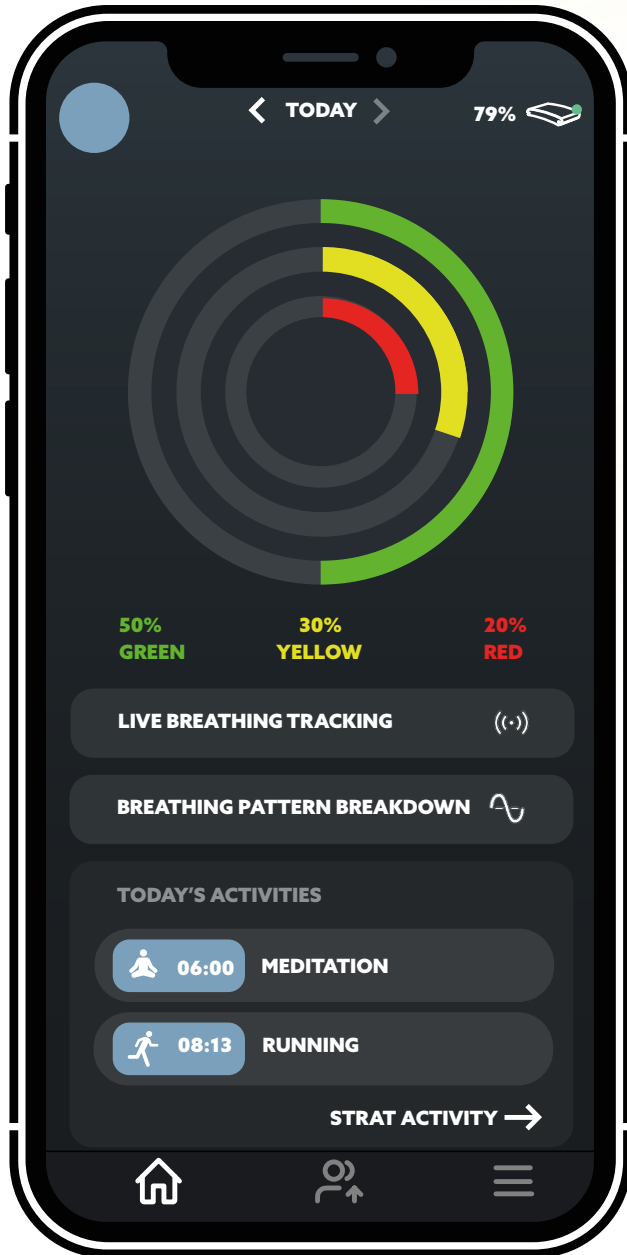 TODAY 79%
50% 30% 20%
GREEN YELLOW RED
LIVE BREATHING TRACKING
BREATHING PATTERN BREAKDOWN
TODAY'S ACTIVITIES
06:00 MEDITATION
08:13 RUNNING
STRAT ACTIVITY